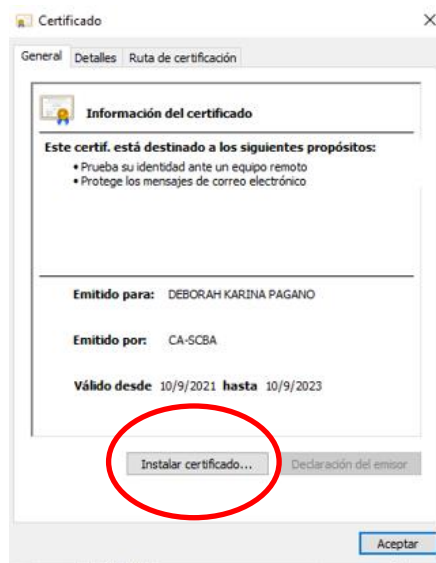 Certificado
General Detalles Ruta de certificación
Información del certificado
Este certif. está destinado a los siguientes propósitos:
• Prueba su identidad ante un equipo remoto
• Protege los mensajes de correo electrónico
Emitido para: DEBORAH KARINA PAGANO
Emitido por: CA-SCBA
Válido desde 10/9/2021 hasta 10/9/2023
Instalar certificado... Declaración del emisor
Aceptar